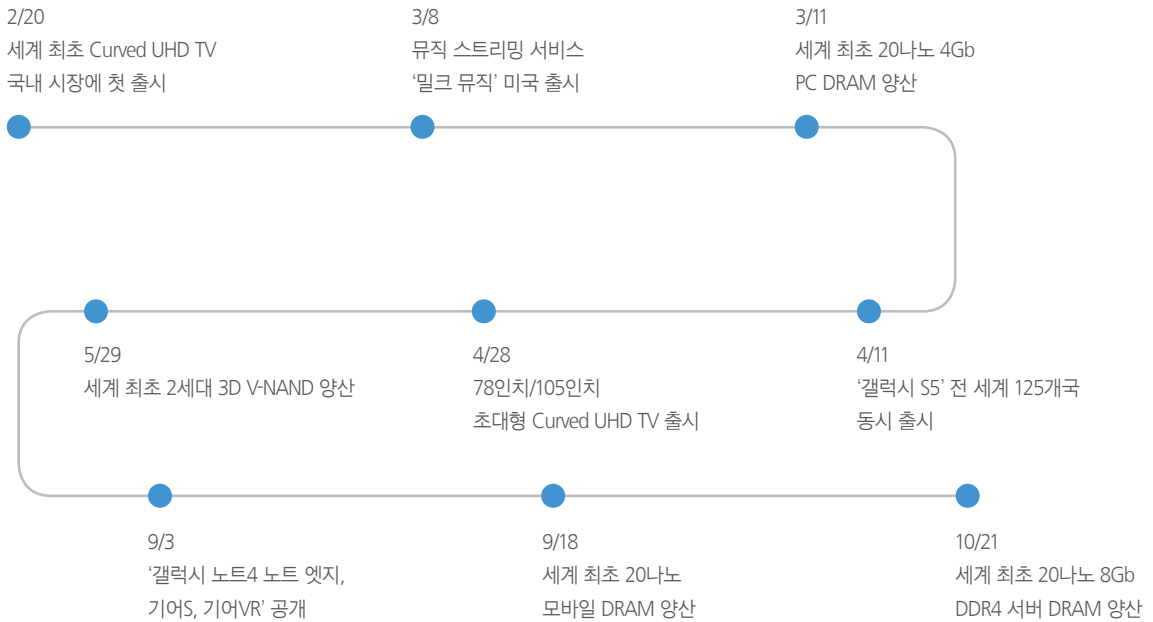 2/20
세계 최초 Curved UHD TV
국내 시장에 첫 출시
3/8
뮤직 스트리밍 서비스
‘밀크 뮤직’ 미국 출시
3/11
세계 최초 20나노 4Gb
PC DRAM 양산
4/11
‘갤럭시 S5’ 전 세계 125개국
동시 출시
4/28
78인치/105인치
초대형 Curved UHD TV 출시
5/29
세계 최초 2세대 3D V-NAND 양산
9/3
‘갤럭시 노트4 노트 엣지,
기어S, 기어VR’ 공개
9/18
세계 최초 20나노
모바일 DRAM 양산
10/21
세계 최초 20나노 8Gb
DDR4 서버 DRAM 양산